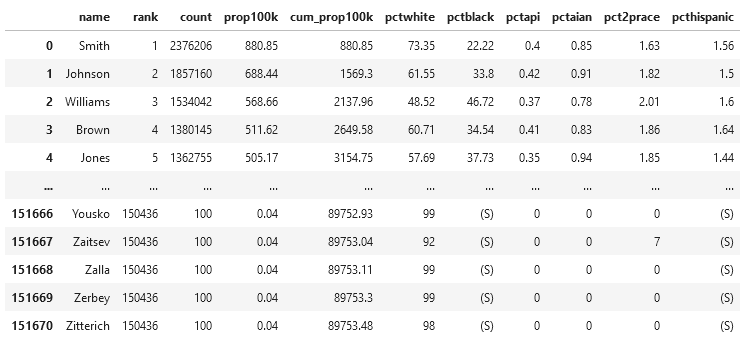 name rank count prop100k cum_prop100k pctwhite pctblack pctapi pctaian pct2prace pcthispanic
0 Smith 1 2376206 880.85 880.85 73.35 22.22 0.4 0.85 1.63 1.56
1 Johnson 2 1857160 688.44 1569.3 61.55 33.8 0.42 0.91 1.82 1.5
2 Williams 3 1534042 568.66 2137.96 48.52 46.72 0.37 0.78 2.01 1.6
3 Brown 4 1380145 511.62 2649.58 60.71 34.54 0.41 0.83 1.86 1.64
4 Jones 5 1362755 505.17 3154.75 57.69 37.73 0.35 0.94 1.85 1.44
... ... ... ... ... ... ... ... ... ... ... ...
151666 Yousko 150436 100 0.04 89752.93 99 (S) 0 0 0 (S)
151667 Zaitsev 150436 100 0.04 89753.04 92 (S) 0 0 7 (S)
151668 Zalla 150436 100 0.04 89753.11 99 (S) 0 0 0 (S)
151669 Zerbey 150436 100 0.04 89753.3 99 (S) 0 0 0 (S)
151670 Zitterich 150436 100 0.04 89753.48 98 (S) 0 0 0 (S)